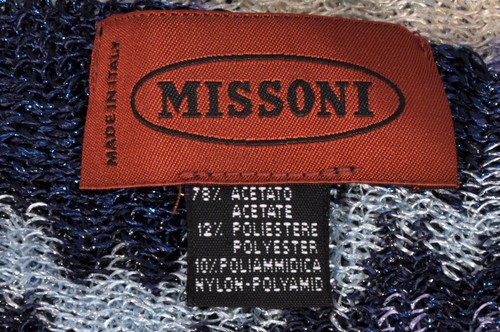 MADE IN ITALY
MISSONI
78% ACETATO
ACETATE
12% POLIESTERE
POLYESTER
10% POLIAMMIDICA
NYLON-POLYAMID